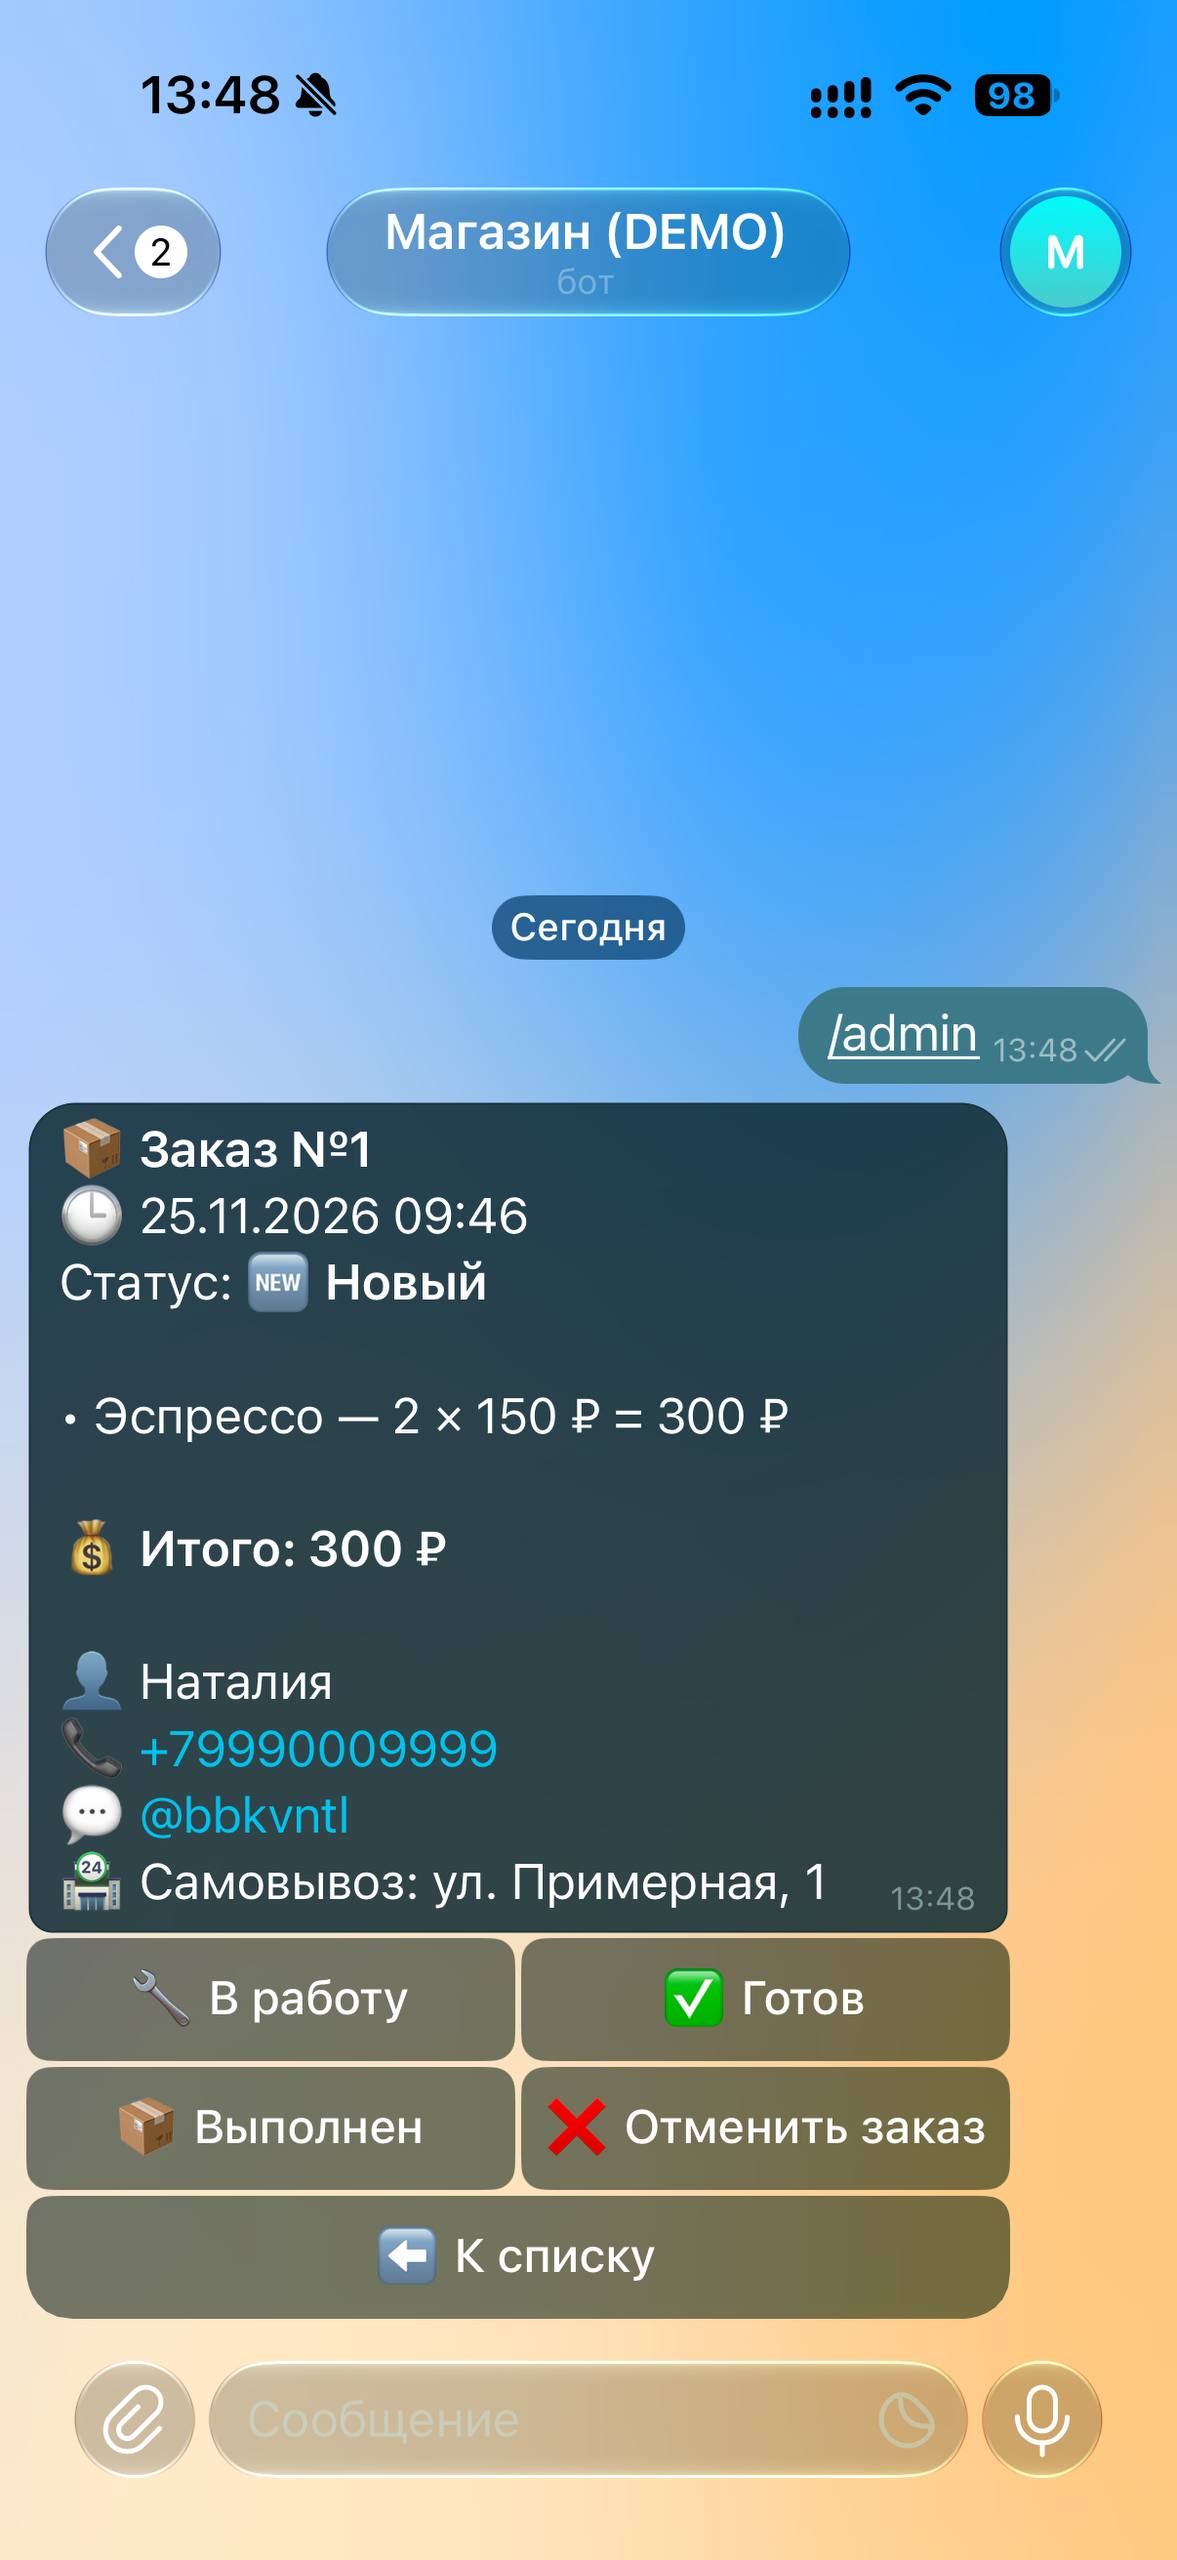 13:48
98
2
Магазин (DEMO)
бот
М
Сегодня
/admin 13:48
Заказ №1
25.11.2026 09:46
Статус: NEW Новый
• Эспрессо — 2 × 150 ₽ = 300 ₽
Итого: 300 ₽
Наталия
+79990009999
@bbkvntl
24 Самовывоз: ул. Примерная, 1 13:48
В работу
Готов
Выполнен
Отменить заказ
К списку
Сообщение